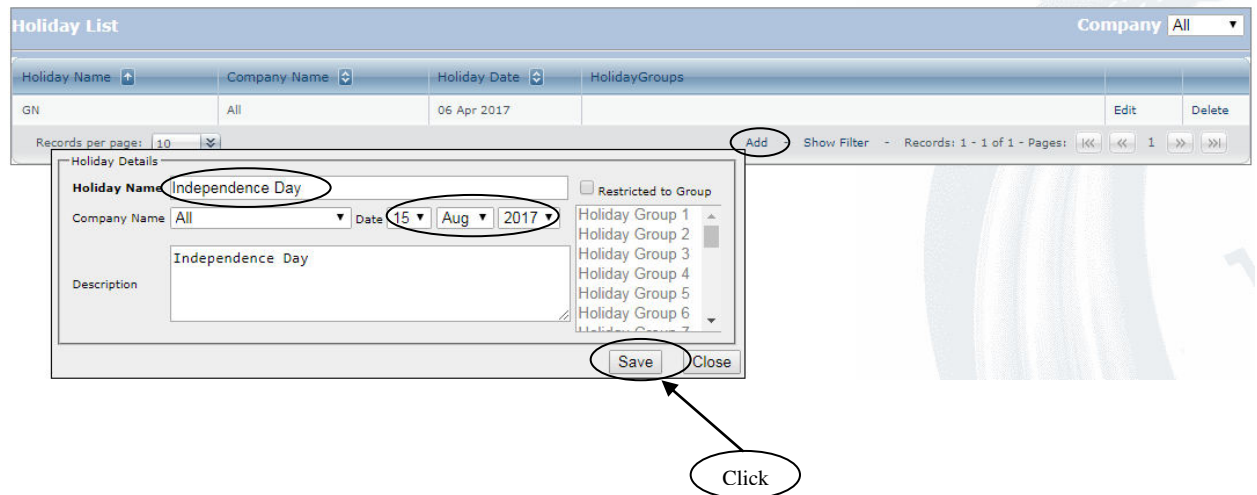 Holiday List Company All
Holiday Name Company Name Holiday Date HolidayGroups
GN All 06 Apr 2017 Edit Delete
Records per page: 10 Add - Show Filter - Records: 1 - 1 of 1 - Pages: 1
Holiday Details
Holiday Name Independence Day Restricted to Group
Company Name All Date 15 Aug 2017
Holiday Group 1
Holiday Group 2
Holiday Group 3
Holiday Group 4
Holiday Group 5
Holiday Group 6
Holiday Group 7
Description Independence Day
Save Close
Click